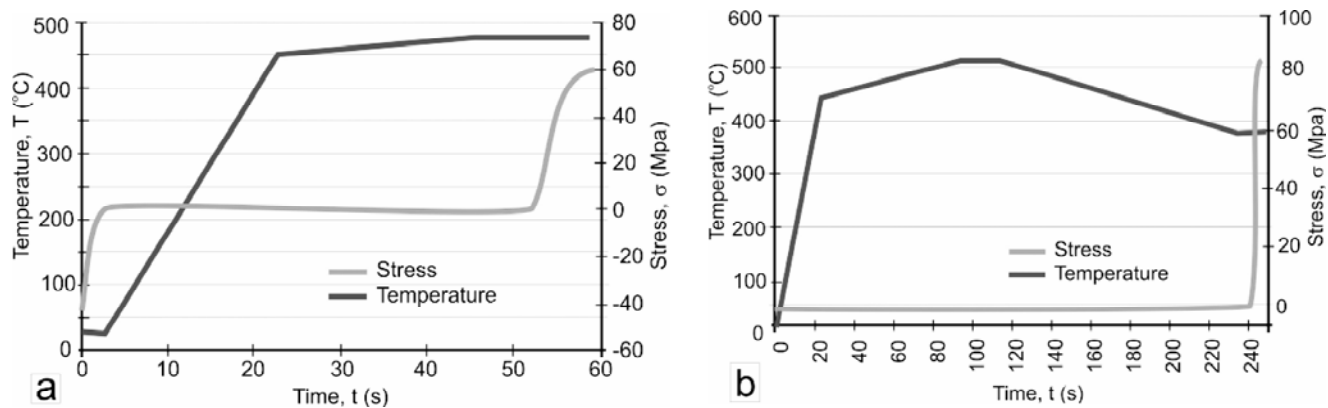 a
500
400
300
200
100
0
Temperature, T (°C)
80
60
40
20
0
-20
-40
-60
Stress, σ (Mpa)
Stress
Temperature
0 10 20 30 40 50 60
Time, t (s)
b
600
500
400
300
200
100
0
Temperature, T (°C)
100
80
60
40
20
0
Stress, σ (Mpa)
Stress
Temperature
0 20 40 60 80 100 120 140 160 180 200 220 240
Time, t (s)